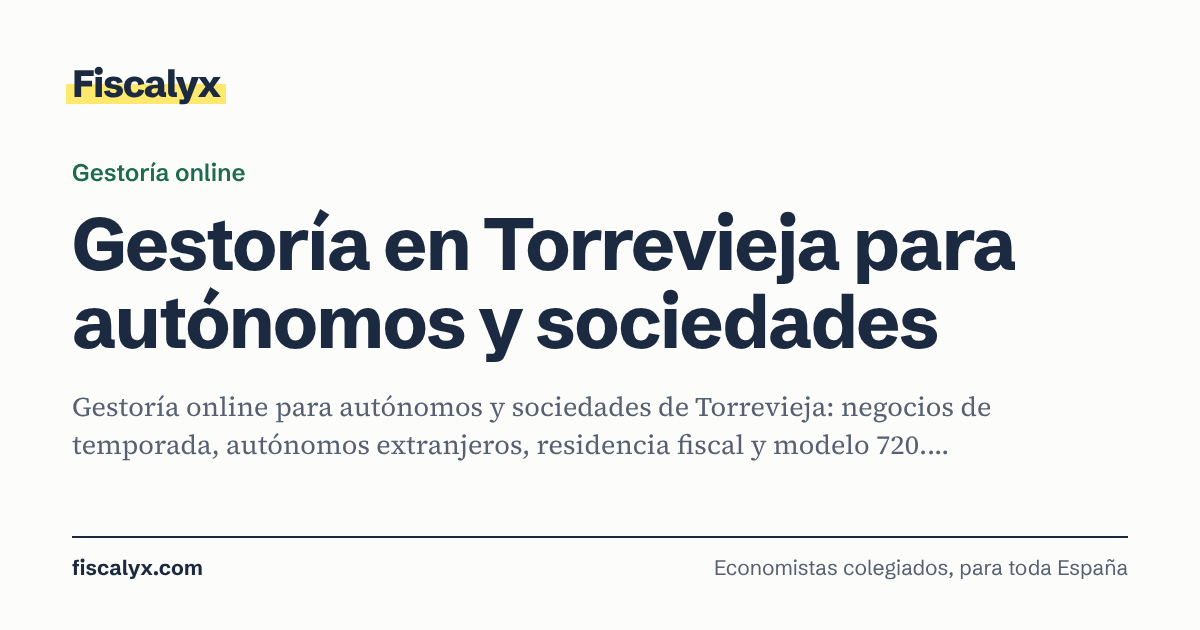 Fiscalyx
Gestoría online
Gestoría en Torrevieja para
autónomos y sociedades
Gestoría online para autónomos y sociedades de Torrevieja: negocios de
temporada, autónomos extranjeros, residencia fiscal y modelo 720.…
fiscalyx.com
Economistas colegiados, para toda España